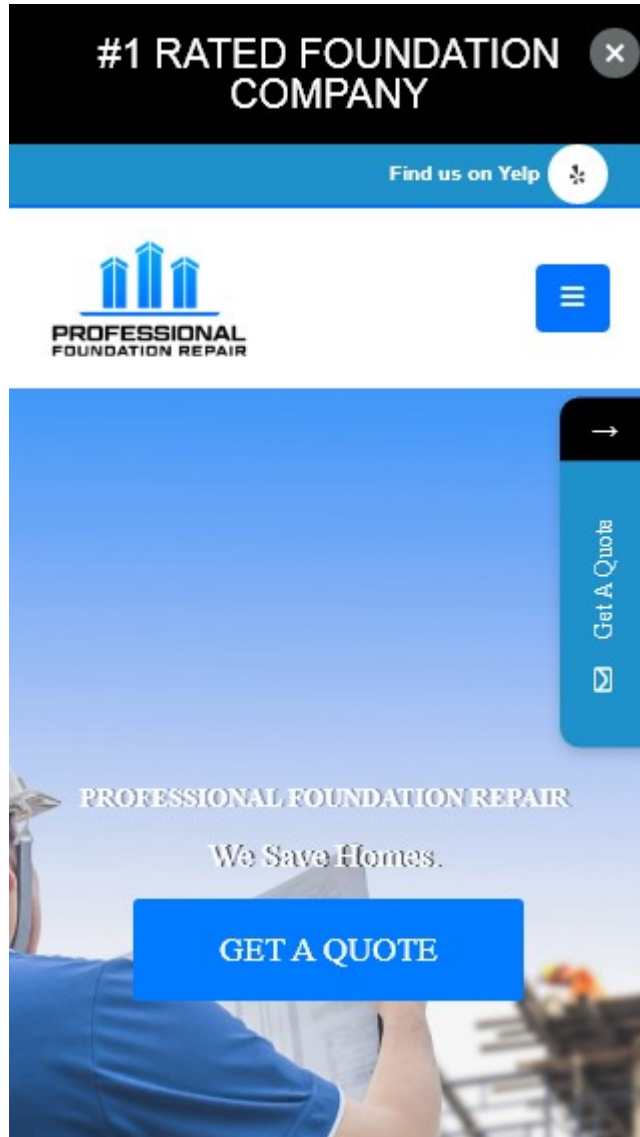 #1 RATED FOUNDATION
COMPANY
Find us on Yelp
PROFESSIONAL
FOUNDATION REPAIR
Get A Quote
PROFESSIONAL FOUNDATION REPAIR
We Save Homes.
GET A QUOTE